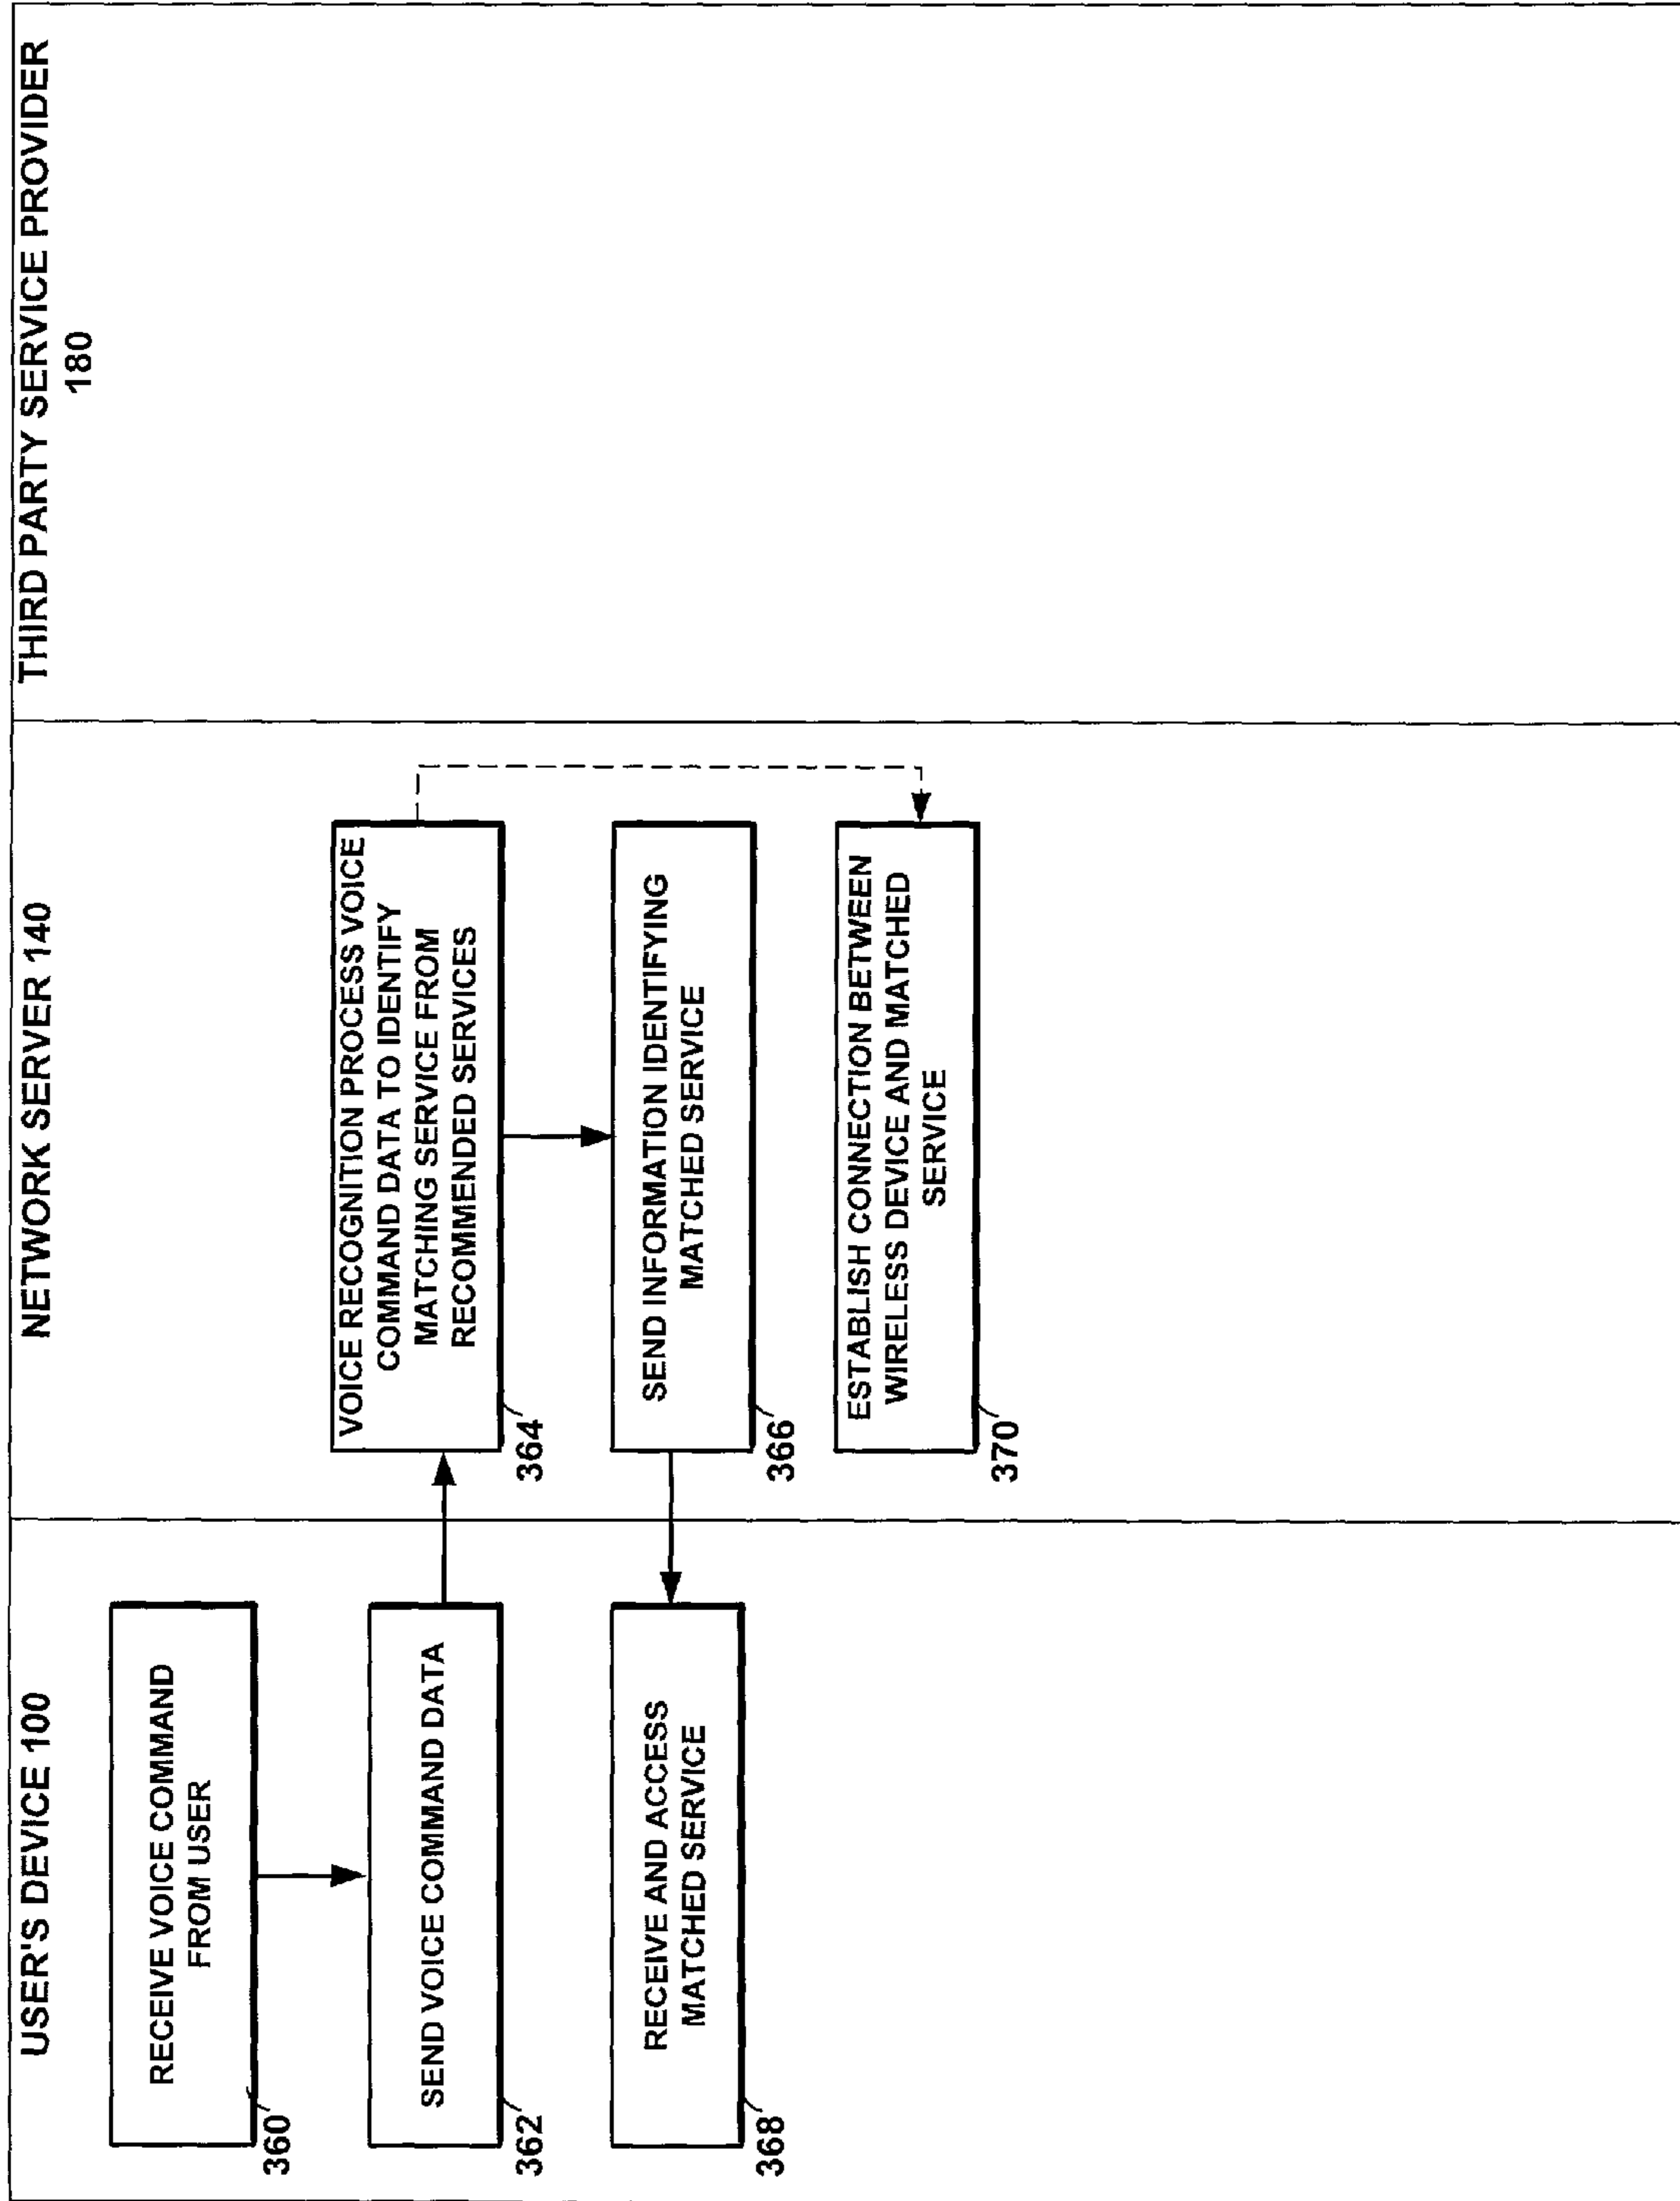 USER'S DEVICE 100
NETWORK SERVER 140
THIRD PARTY SERVICE PROVIDER
180
RECEIVE VOICE COMMAND
FROM USER
360
SEND VOICE COMMAND DATA
362
VOICE RECOGNITION PROCESS VOICE
COMMAND DATA TO IDENTIFY
MATCHING SERVICE FROM
RECOMMENDED SERVICES
364
SEND INFORMATION IDENTIFYING
MATCHED SERVICE
366
RECEIVE AND ACCESS
MATCHED SERVICE
368
ESTABLISH CONNECTION BETWEEN
WIRELESS DEVICE AND MATCHED
SERVICE
370